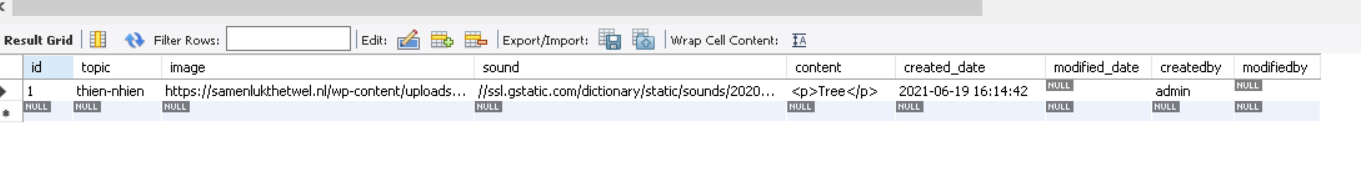 Result Grid Filter Rows: Edit: Export/Import: Wrap Cell Content: IA
id topic image sound content created_date modified_date createdby modifiedby
1 thien-nhien https://samenlukthetwel.nl/wp-content/uploads... //ssl.gstatic.com/dictionary/static/sounds/2020... <p>Tree</p> 2021-06-19 16:14:42 NULL admin NULL
NULL NULL NULL NULL NULL NULL NULL NULL NULL